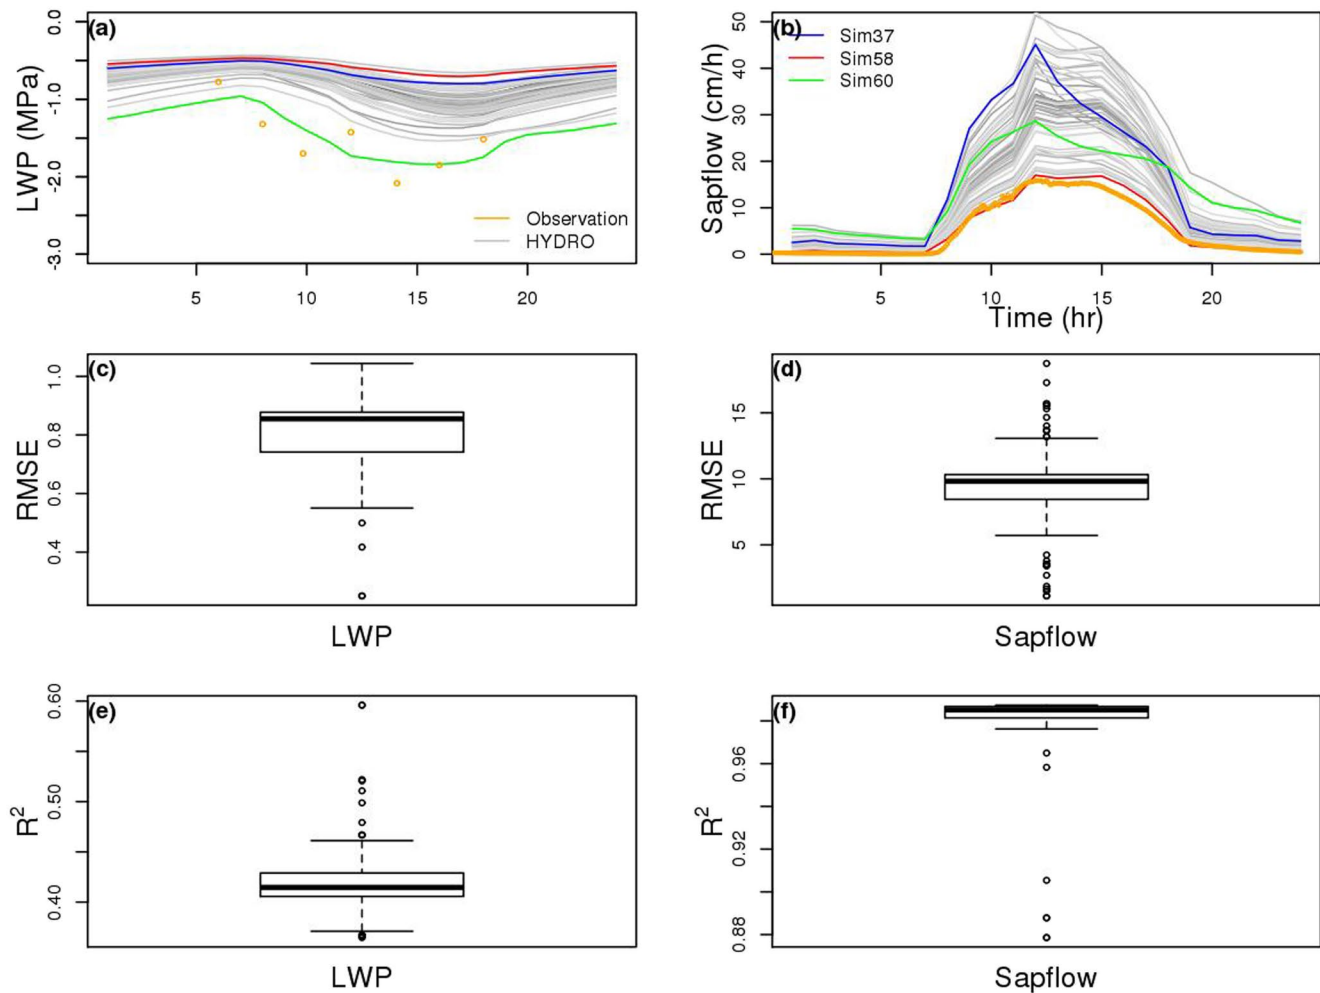 (a)
LWP (MPa)
0.0
-1.0
-2.0
-3.0
Observation
HYDRO
5 10 15 20
(b)
Sapflow (cm/h)
50
40
30
20
10
0
Sim37
Sim58
Sim60
5 10 15 20
Time (hr)
(c)
RMSE
1.0
0.8
0.6
0.4
LWP
(d)
RMSE
15
10
5
Sapflow
(e)
R²
0.60
0.50
0.40
LWP
(f)
R²
0.96
0.92
0.88
Sapflow